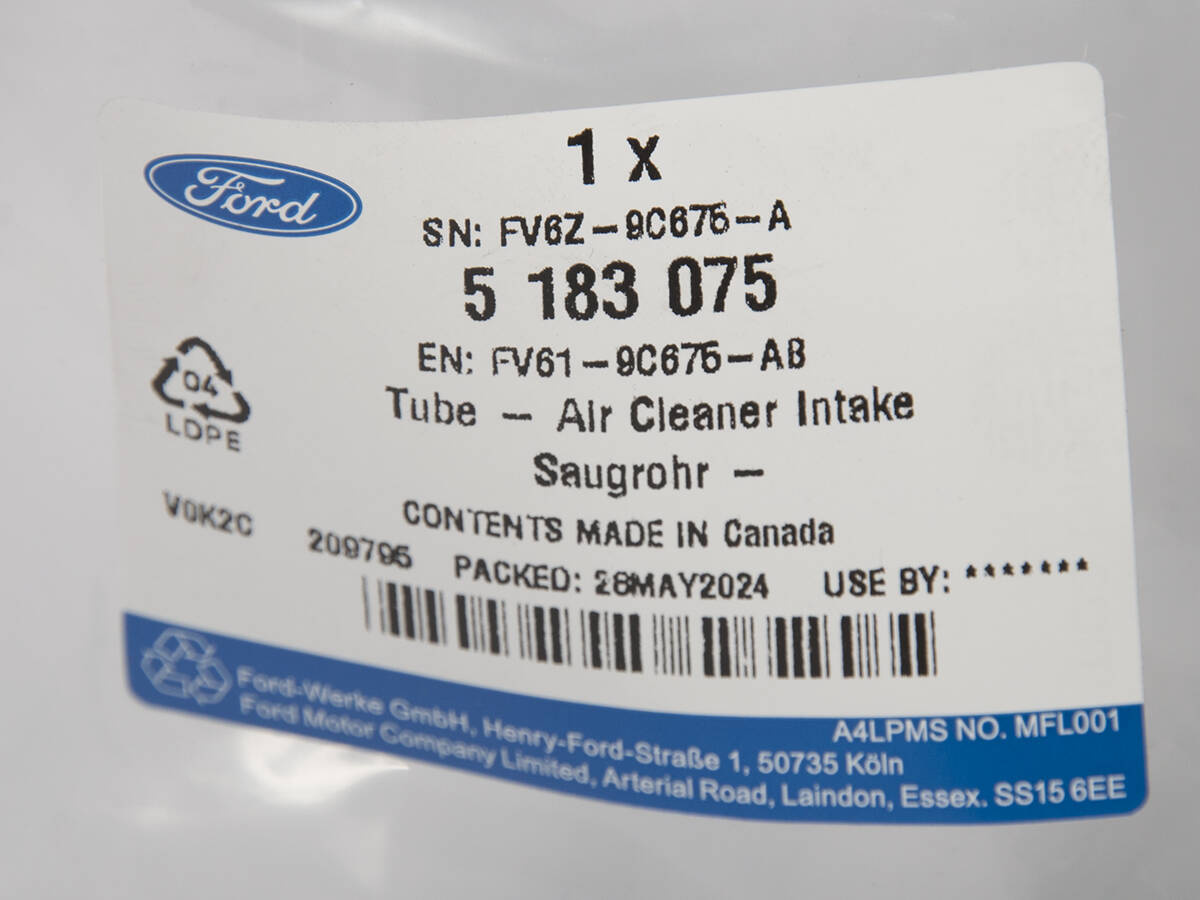 Ford
1 x
SN: FV6Z-9C675-A
5 183 075
EN: FV61-9C675-AB
Tube - Air Cleaner Intake
Saugrohr -
04
LDPE
CONTENTS MADE IN Canada
V0K2C 209795 PACKED: 28MAY2024 USE BY: *******
A4LPMS NO. MFL001
Ford-Werke GmbH, Henry-Ford-Straße 1, 50735 Köln
Ford Motor Company Limited, Arterial Road, Laindon, Essex. SS15 6EE